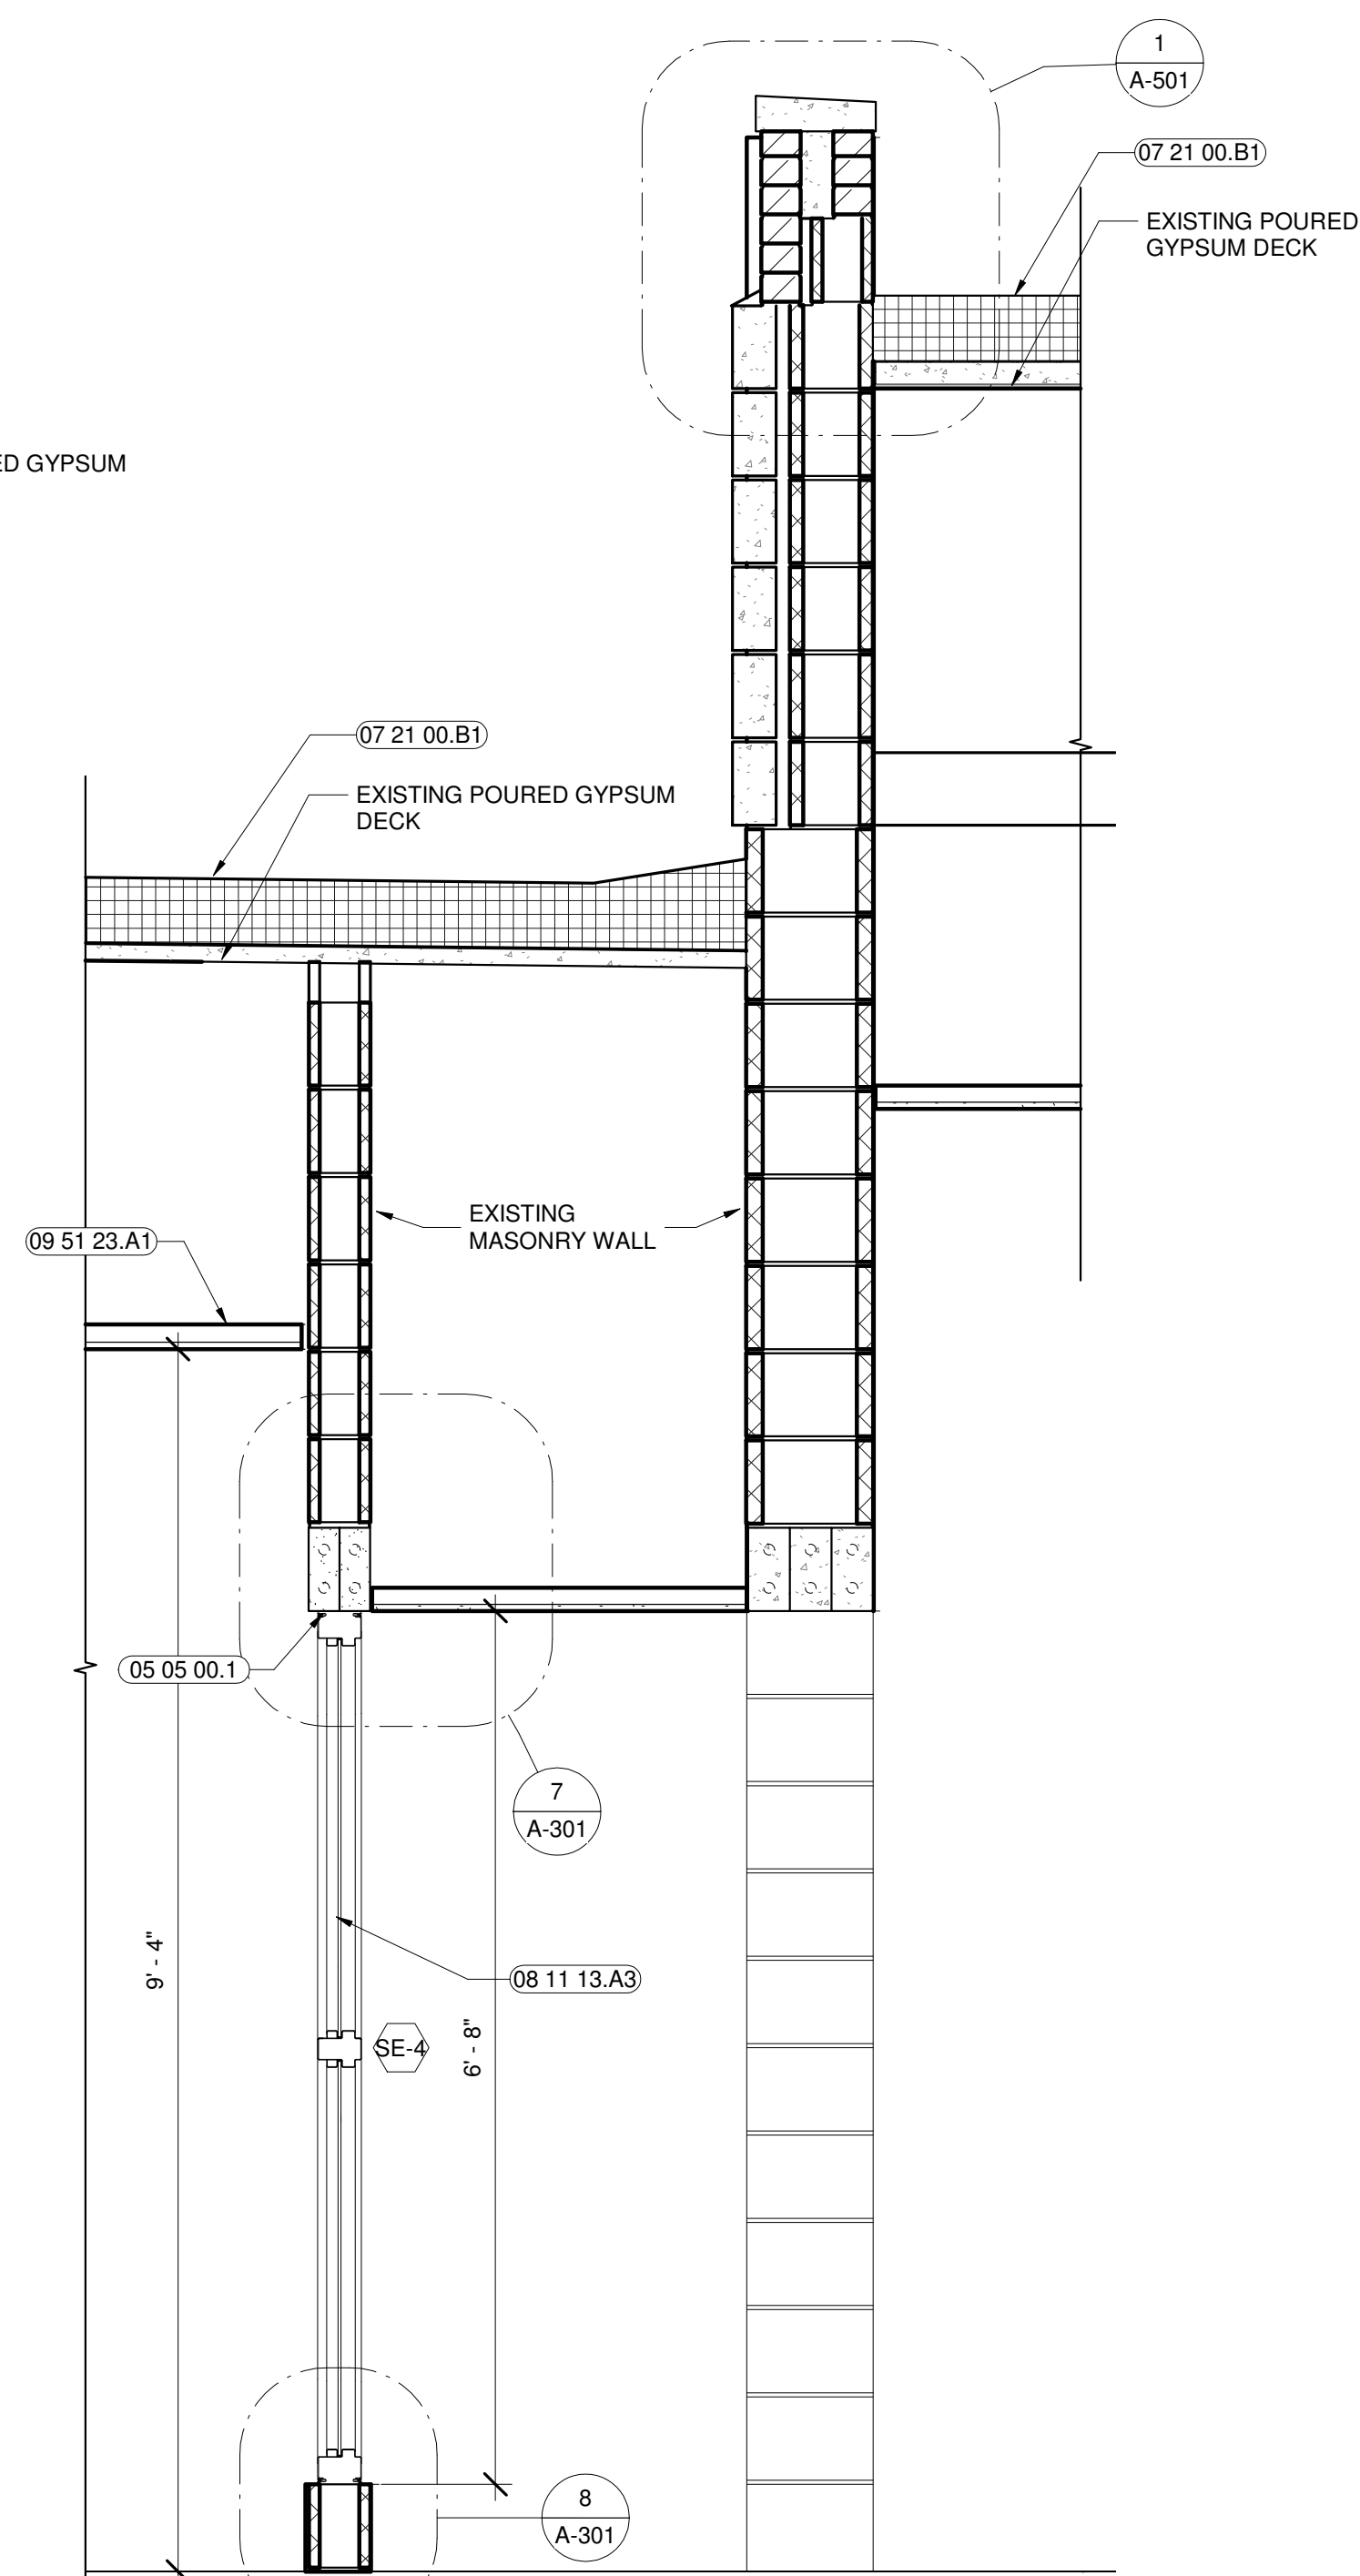 1
A-501
07 21 00.B1
EXISTING POURED
GYPSUM DECK
ED GYPSUM
07 21 00.B1
EXISTING POURED GYPSUM
DECK
EXISTING
MASONRY WALL
09 51 23.A1
05 05 00.1
7
A-301
9' - 4"
08 11 13.A3
SE-4
6' - 8"
8
A-301